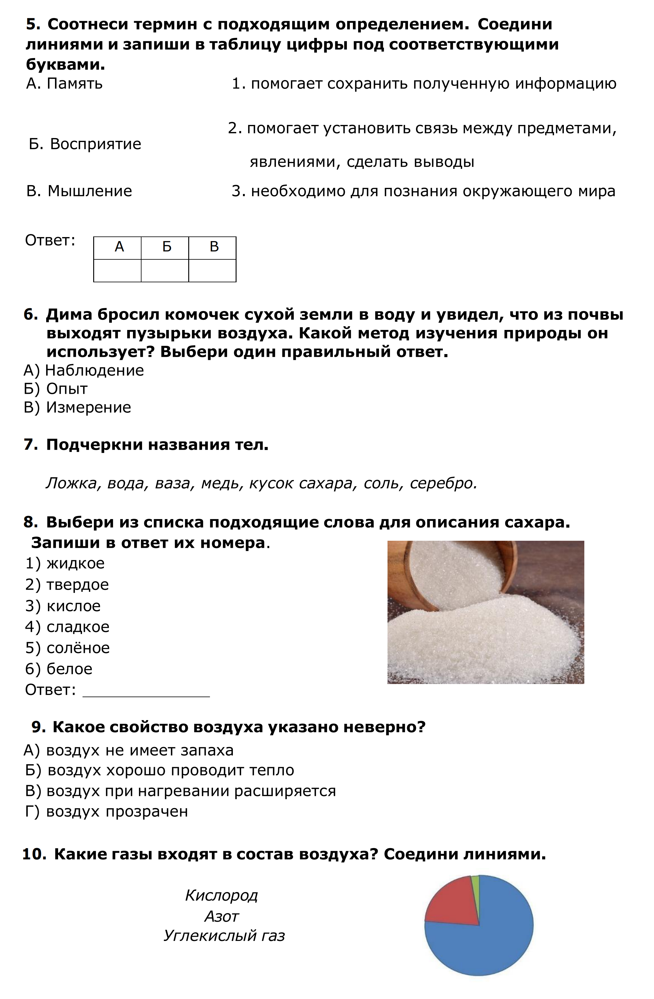 5. Соотнеси термин с подходящим определением. Соедини
линиями и запиши в таблицу цифры под соответствующими
буквами.
А. Память 1. помогает сохранить полученную информацию
2. помогает установить связь между предметами,
Б. Восприятие
явлениями, сделать выводы
В. Мышление 3. необходимо для познания окружающего мира
Ответ:
А Б В
6. Дима бросил комочек сухой земли в воду и увидел, что из почвы
выходят пузырьки воздуха. Какой метод изучения природы он
использует? Выбери один правильный ответ.
А) Наблюдение
Б) Опыт
В) Измерение
7. Подчеркни названия тел.
Ложка, вода, ваза, медь, кусок сахара, соль, серебро.
8. Выбери из списка подходящие слова для описания сахара.
Запиши в ответ их номера.
1) жидкое
2) твердое
3) кислое
4) сладкое
5) солёное
6) белое
Ответ: ________________
9. Какое свойство воздуха указано неверно?
А) воздух не имеет запаха
Б) воздух хорошо проводит тепло
В) воздух при нагревании расширяется
Г) воздух прозрачен
10. Какие газы входят в состав воздуха? Соедини линиями.
Кислород
Азот
Углекислый газ